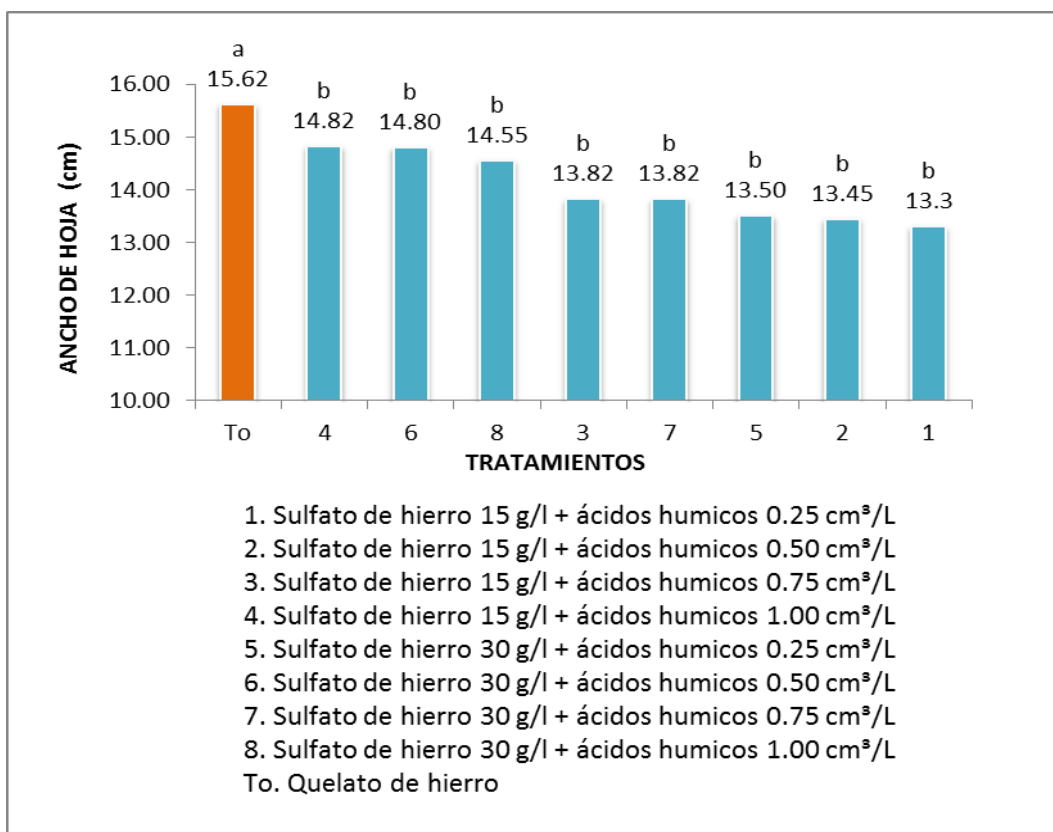 a
15.62
b
14.82
b
14.80
b
14.55
b
13.82
b
13.82
b
13.50
b
13.45
b
13.3
16.00
15.00
14.00
13.00
12.00
11.00
10.00
ANCHO DE HOJA (cm)
To 4 6 8 3 7 5 2 1
TRATAMIENTOS
1. Sulfato de hierro 15 g/l + ácidos humicos 0.25 cm³/L
2. Sulfato de hierro 15 g/l + ácidos humicos 0.50 cm³/L
3. Sulfato de hierro 15 g/l + ácidos humicos 0.75 cm³/L
4. Sulfato de hierro 15 g/l + ácidos humicos 1.00 cm³/L
5. Sulfato de hierro 30 g/l + ácidos humicos 0.25 cm³/L
6. Sulfato de hierro 30 g/l + ácidos humicos 0.50 cm³/L
7. Sulfato de hierro 30 g/l + ácidos humicos 0.75 cm³/L
8. Sulfato de hierro 30 g/l + ácidos humicos 1.00 cm³/L
To. Quelato de hierro